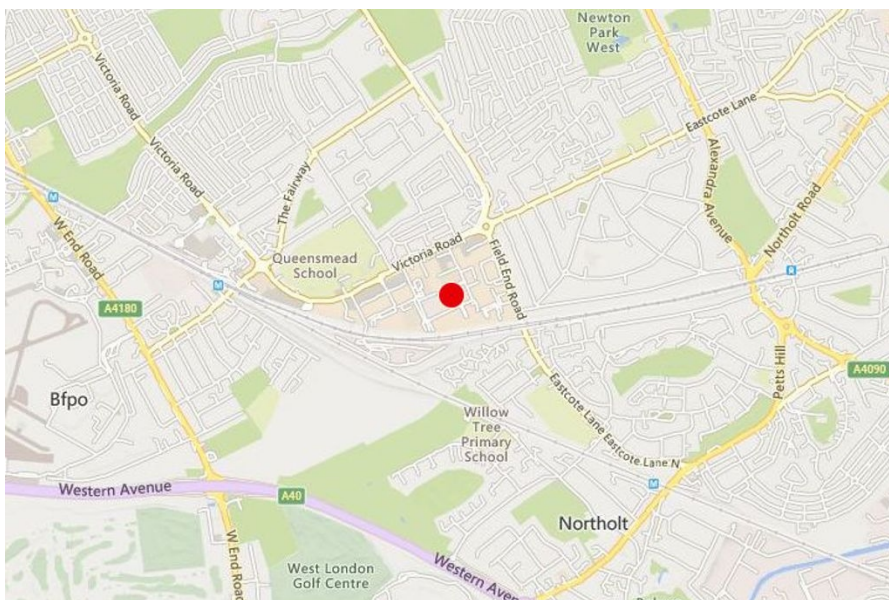 Newton
Park
West
Victoria Road
Eastcote Lane
Victoria Road
Alexandra Avenue
The Fairway
Northolt Road
W End Road
Queensmead
School
Victoria Road
Field End Road
A4180
Petts Hill
A4090
Bfpo
Eastcote Lane
Eastcote Lane N
Willow
Tree
Primary
School
Western Avenue
A40
Northolt
W End Road
West London
Golf Centre
Western Aven